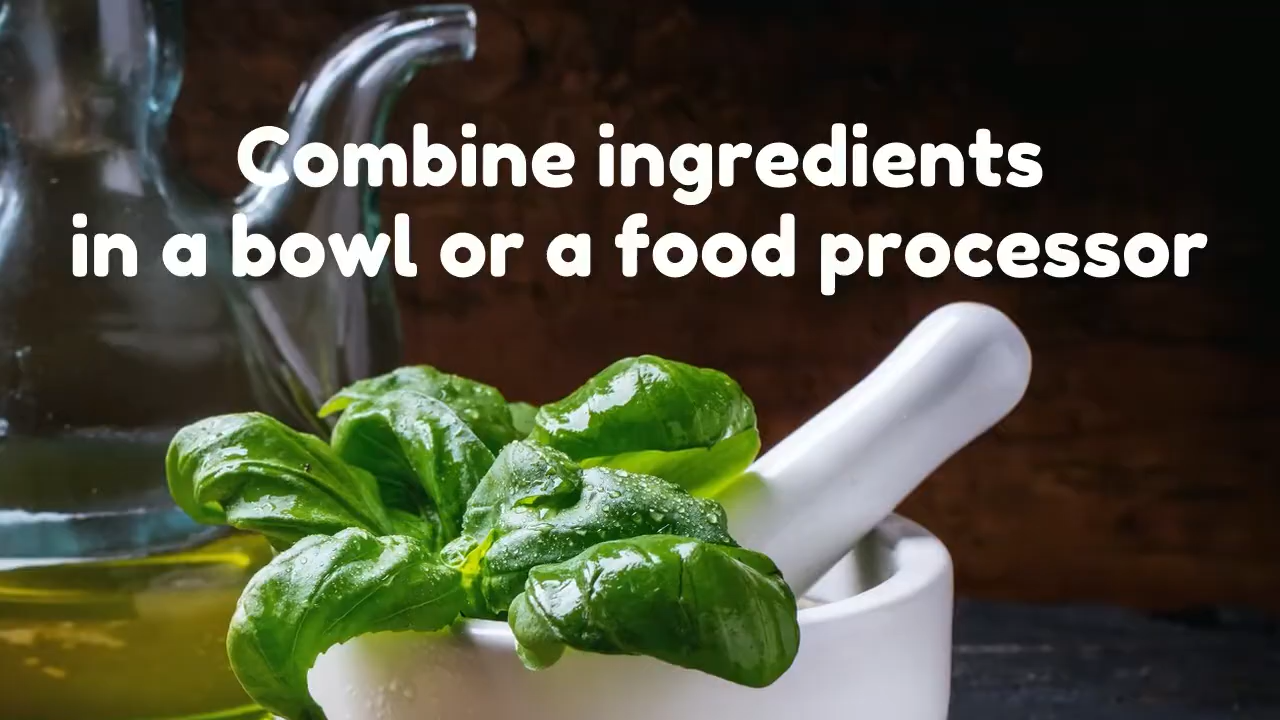 Combine ingredients
in a bowl or a food processor